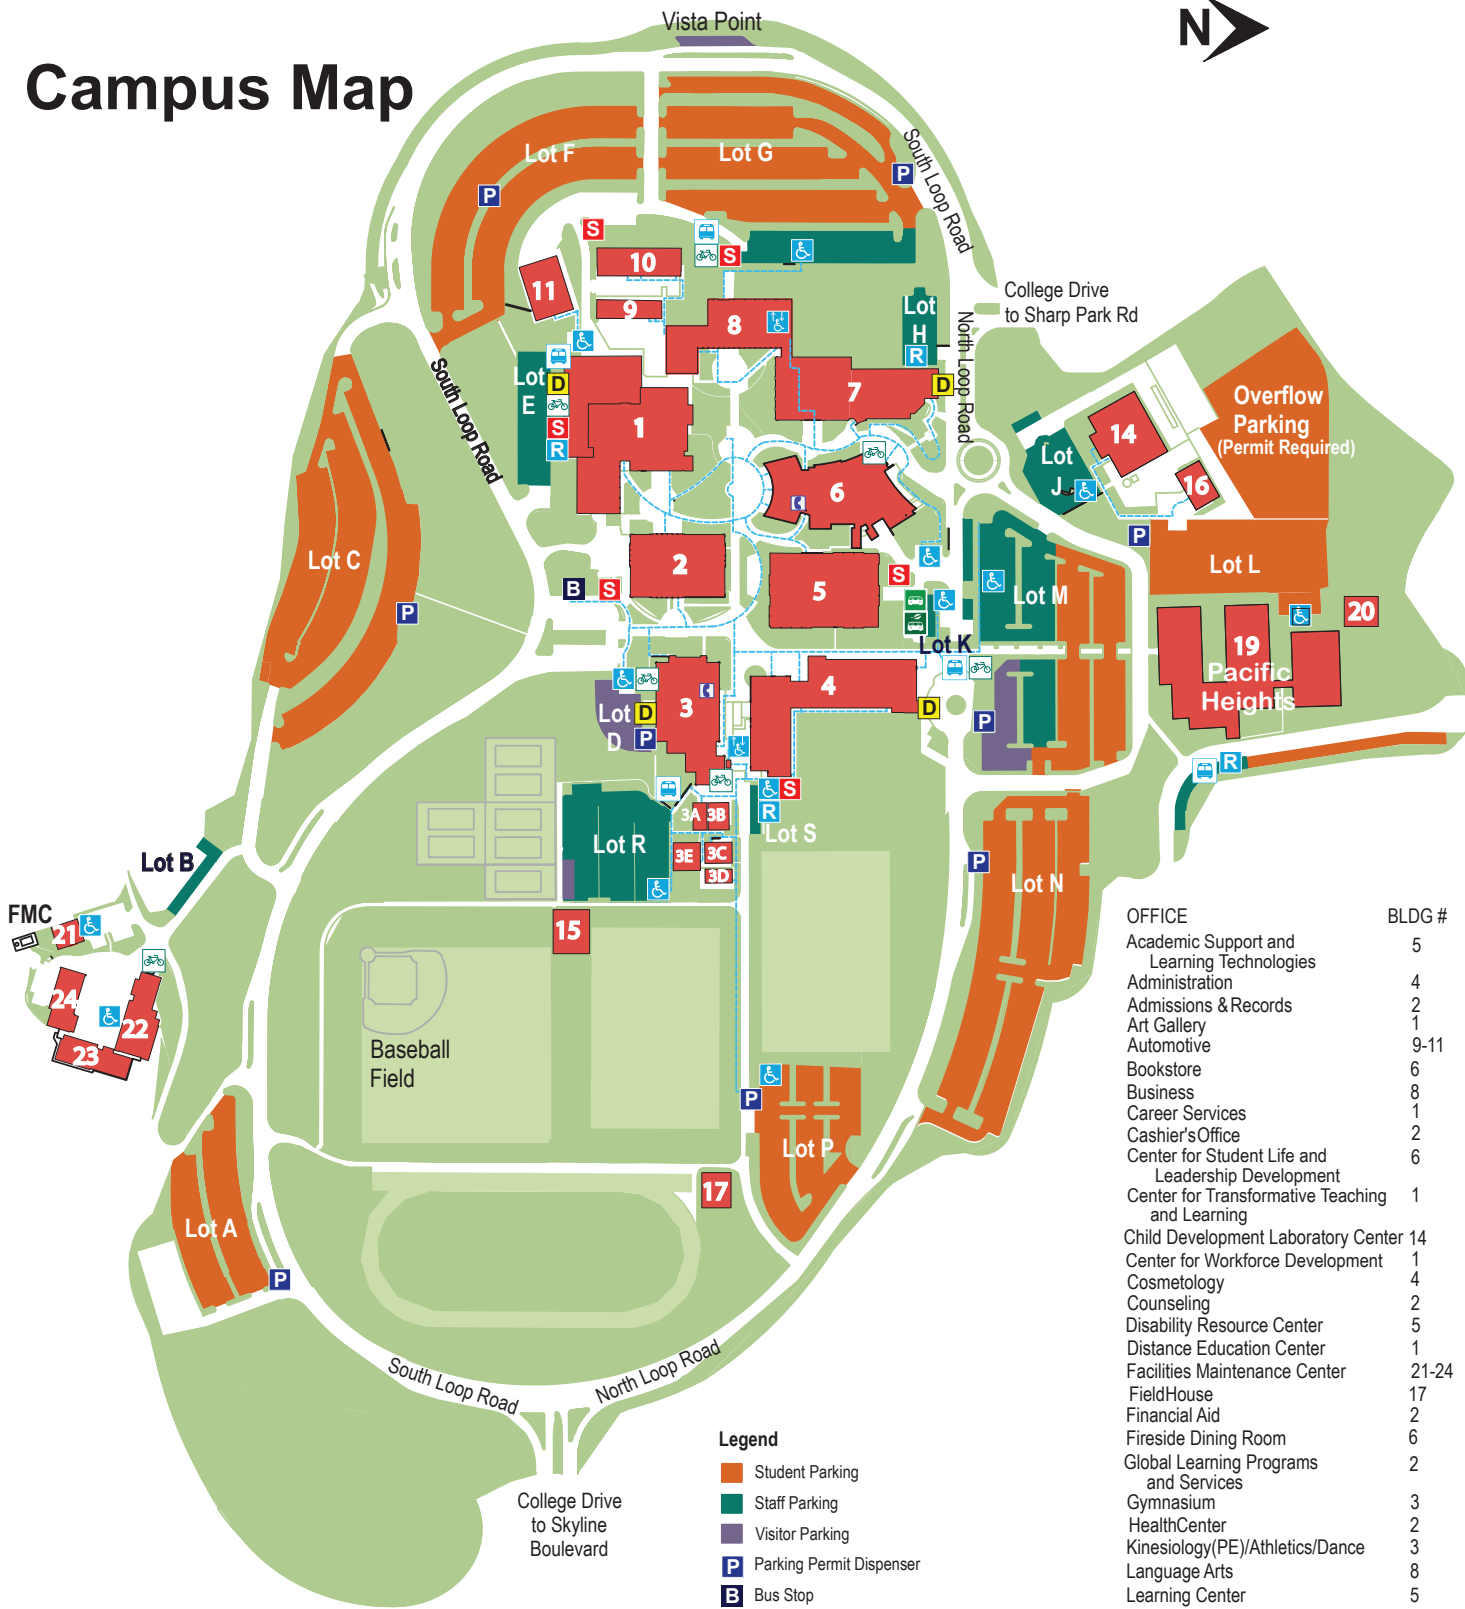 Vista Point
N
Campus Map
Lot F
Lot G
P
P
South Loop Road
S
S
10
11
9
8
College Drive
to Sharp Park Rd
Lot
H
R
North Loop Road
South Loop Road
Lot
E
D
S
R
1
7
D
Overflow
Parking
(Permit Required)
14
Lot
J
16
6
P
Lot C
2
5
S
B
S
P
Lot M
Lot L
20
Lot K
19
Pacific
Heights
3
4
D
Lot
D
D
P
P
R
3A
3B
S
R
Lot S
Lot R
3E
3C
3D
Lot B
P
Lot N
FMC
21
15
24
22
23
Baseball
Field
P
Lot P
17
Lot A
P
South Loop Road
North Loop Road
College Drive
to Skyline
Boulevard
Legend
Student Parking
Staff Parking
Visitor Parking
P Parking Permit Dispenser
B Bus Stop
OFFICE BLDG #
Academic Support and 5
Learning Technologies
Administration 4
Admissions & Records 2
Art Gallery 1
Automotive 9-11
Bookstore 6
Business 8
Career Services 1
Cashier'sOffice 2
Center for Student Life and 6
Leadership Development
Center for Transformative Teaching 1
and Learning
Child Development Laboratory Center 14
Center for Workforce Development 1
Cosmetology 4
Counseling 2
Disability Resource Center 5
Distance Education Center 1
Facilities Maintenance Center 21-24
FieldHouse 17
Financial Aid 2
Fireside Dining Room 6
Global Learning Programs 2
and Services
Gymnasium 3
HealthCenter 2
Kinesiology(PE)/Athletics/Dance 3
Language Arts 8
Learning Center 5